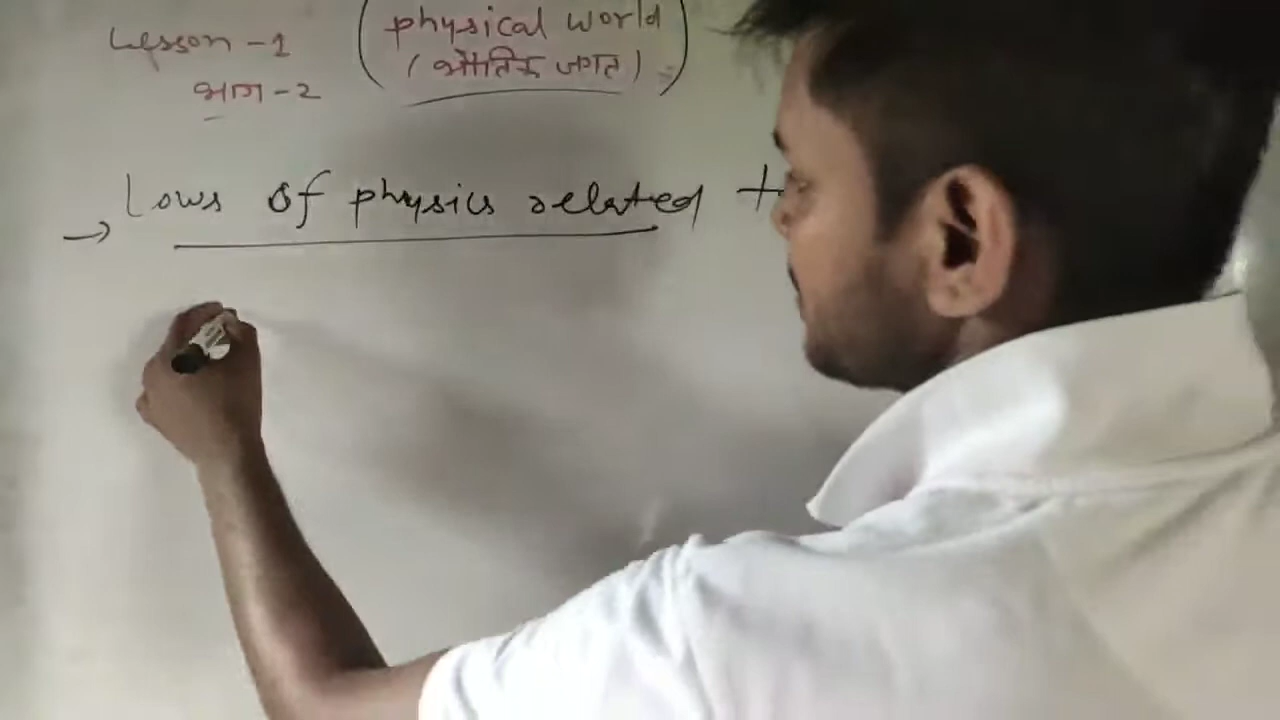 Lesson-1
भाग-2
(physical world
(भौतिक जगत))
→ Lows of physics related